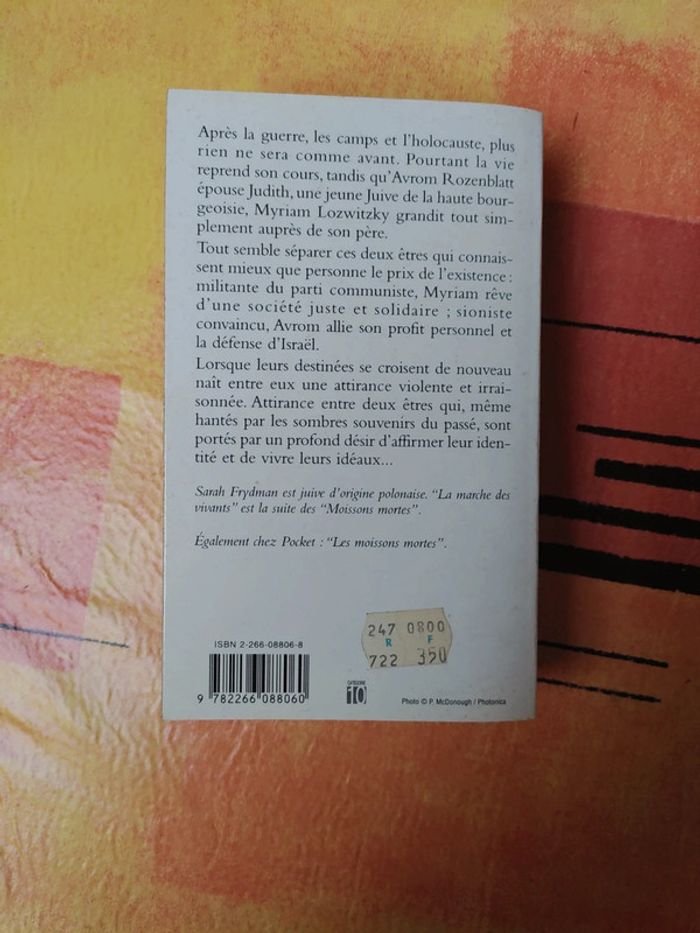 Après la guerre, les camps et l'holocauste, plus
rien ne sera comme avant. Pourtant la vie
reprend son cours, tandis qu'Avrom Rozenblatt
épouse Judith, une jeune Juive de la haute bour-
geoisie, Myriam Lozwitzky grandit tout sim-
plement auprès de son père.
Tout semble séparer ces deux êtres qui connais-
sent mieux que personne le prix de l'existence :
militante du parti communiste, Myriam rêve
d'une société juste et solidaire ; sioniste
convaincu, Avrom allie son profit personnel et
la défense d'Israël.
Lorsque leurs destinées se croisent de nouveau
naît entre eux une attirance violente et irrai-
sonnée. Attirance entre deux êtres qui, même
hantés par les sombres souvenirs du passé, sont
portés par un profond désir d'affirmer leur iden-
tité et de vivre leurs idéaux...
Sarah Frydman est juive d'origine polonaise. "La marche des
vivants" est la suite des "Moissons mortes".
Également chez Pocket : "Les moissons mortes".
247 0800
R F
722 350
ISBN 2-266-08806-8
9 782266 088060
CATÉGORIE
10
Photo © P. McDonough / Photonica